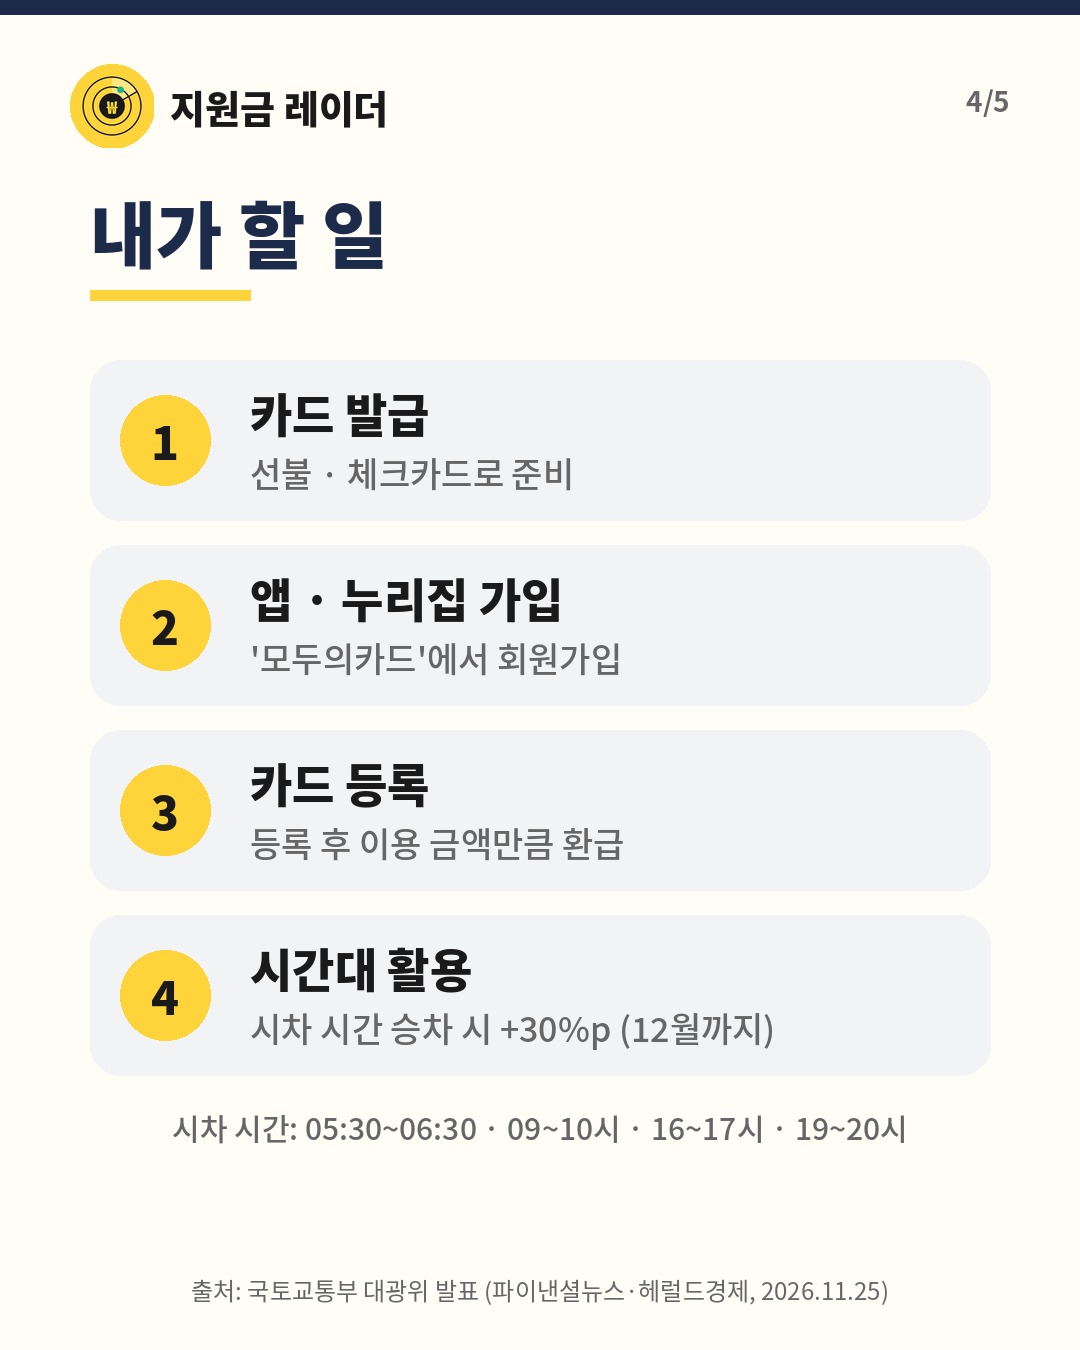 지원금 레이더
4/5
내가 할 일
1
카드 발급
선불 · 체크카드로 준비
2
앱 · 누리집 가입
'모두의카드'에서 회원가입
3
카드 등록
등록 후 이용 금액만큼 환급
4
시간대 활용
시차 시간 승차 시 +30%p (12월까지)
시차 시간: 05:30~06:30 · 09~10시 · 16~17시 · 19~20시
출처: 국토교통부 대광위 발표 (파이낸셜뉴스·헤럴드경제, 2026.11.25)